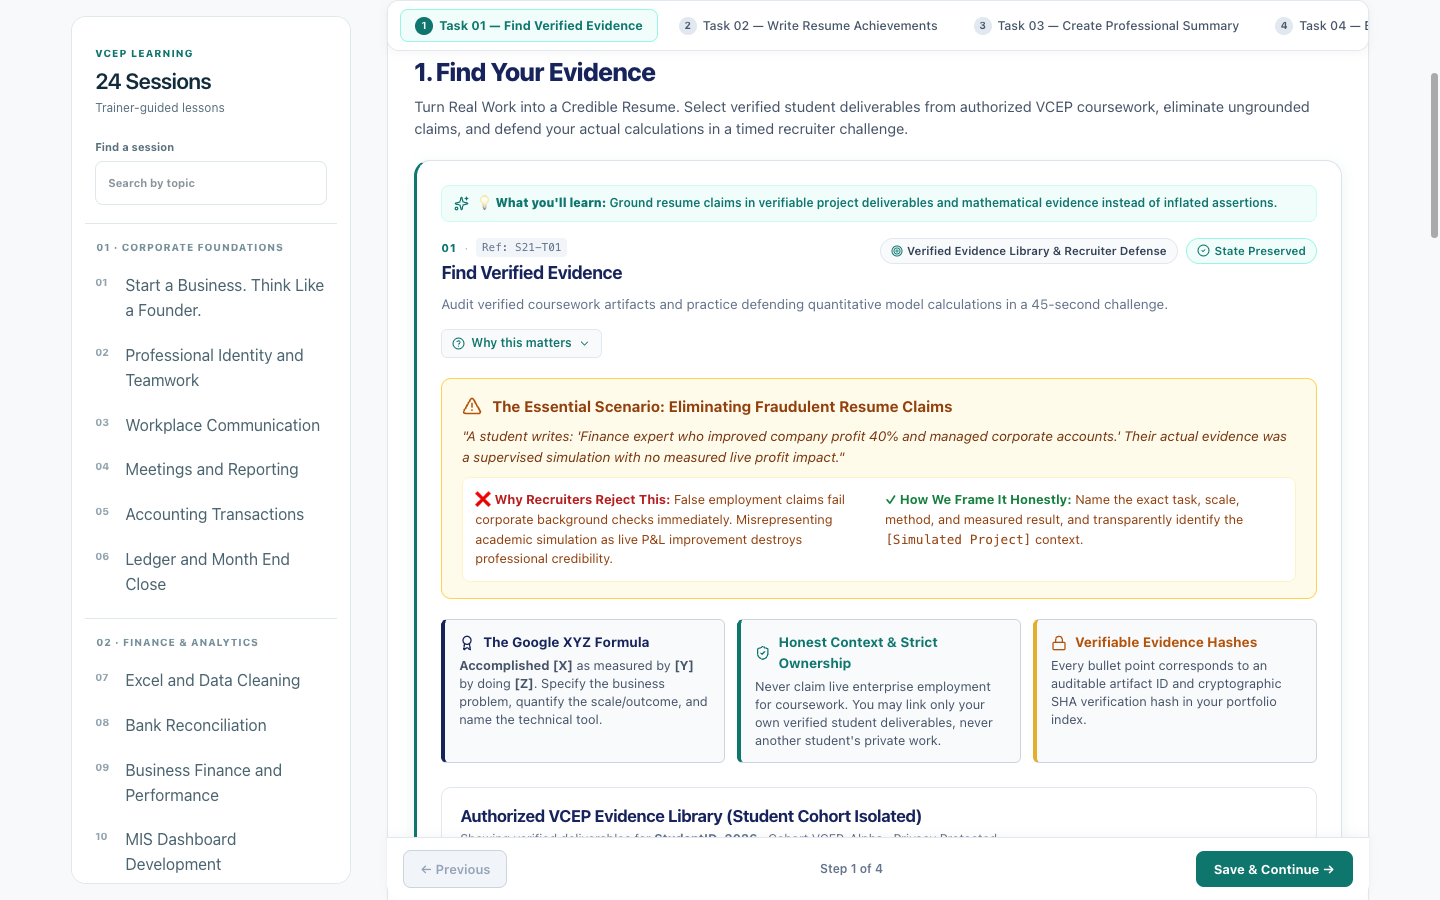 VCEP LEARNING
24 Sessions
Trainer-guided lessons
Find a session
Search by topic
01 · CORPORATE FOUNDATIONS
01 Start a Business. Think Like
a Founder.
02 Professional Identity and
Teamwork
03 Workplace Communication
04 Meetings and Reporting
05 Accounting Transactions
06 Ledger and Month End
Close
02 · FINANCE & ANALYTICS
07 Excel and Data Cleaning
08 Bank Reconciliation
09 Business Finance and
Performance
10 MIS Dashboard
Development
1 Task 01 — Find Verified Evidence
2 Task 02 — Write Resume Achievements
3 Task 03 — Create Professional Summary
4 Task 04 —
1. Find Your Evidence
Turn Real Work into a Credible Resume. Select verified student deliverables from authorized VCEP coursework, eliminate ungrounded
claims, and defend your actual calculations in a timed recruiter challenge.
💡 What you'll learn: Ground resume claims in verifiable project deliverables and mathematical evidence instead of inflated assertions.
01 · Ref: S21-T01
Verified Evidence Library & Recruiter Defense
State Preserved
Find Verified Evidence
Audit verified coursework artifacts and practice defending quantitative model calculations in a 45-second challenge.
Why this matters
The Essential Scenario: Eliminating Fraudulent Resume Claims
"A student writes: 'Finance expert who improved company profit 40% and managed corporate accounts.' Their actual evidence was
a supervised simulation with no measured live profit impact."
❌ Why Recruiters Reject This: False employment claims fail
corporate background checks immediately. Misrepresenting
academic simulation as live P&L improvement destroys
professional credibility.
✓ How We Frame It Honestly: Name the exact task, scale,
method, and measured result, and transparently identify the
[Simulated Project] context.
The Google XYZ Formula
Accomplished [X] as measured by [Y]
by doing [Z]. Specify the business
problem, quantify the scale/outcome, and
name the technical tool.
Honest Context & Strict
Ownership
Never claim live enterprise employment
for coursework. You may link only your
own verified student deliverables, never
another student's private work.
Verifiable Evidence Hashes
Every bullet point corresponds to an
auditable artifact ID and cryptographic
SHA verification hash in your portfolio
index.
Authorized VCEP Evidence Library (Student Cohort Isolated)
← Previous
Step 1 of 4
Save & Continue →